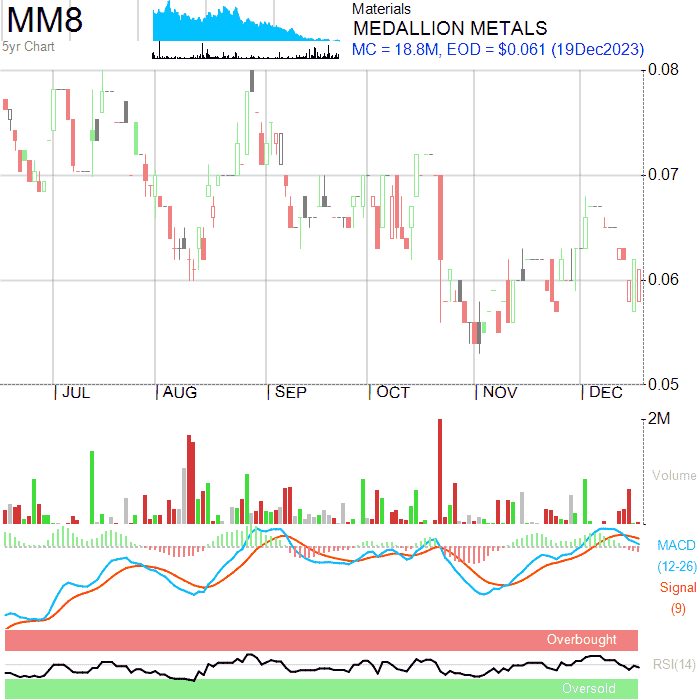 MM8
5yr Chart
Materials
MEDALLION METALS
MC = 18.8M, EOD = $0.061 (19Dec2023)
0.08
0.07
0.06
0.05
JUL AUG SEP OCT NOV DEC
2M
Volume
MACD
(12-26)
Signal
(9)
Overbought
RSI(14)
Oversold